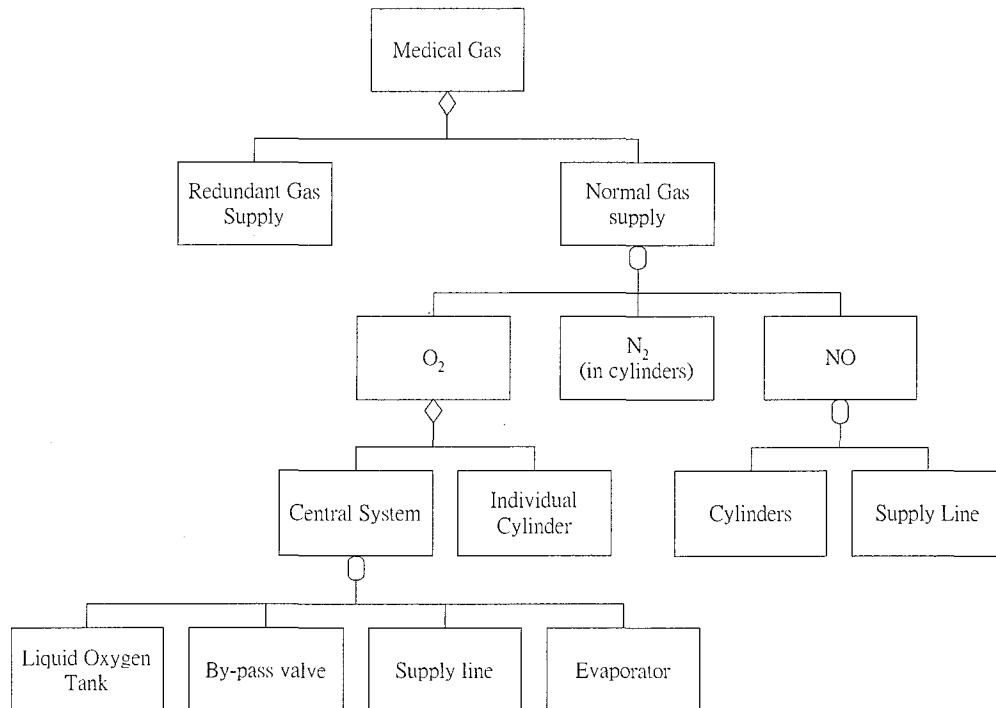 Medical Gas
Redundant Gas
Supply
Normal Gas
supply
O₂
N₂
(in cylinders)
NO
Central System
Individual
Cylinder
Cylinders
Supply Line
Liquid Oxygen
Tank
By-pass valve
Supply line
Evaporator